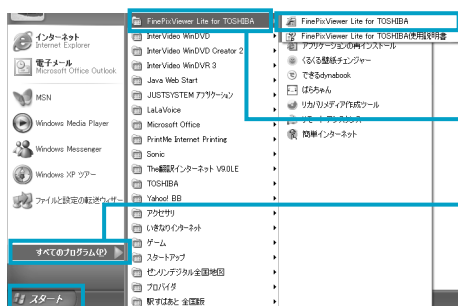 インターネット
Internet Explorer
電子メール
Microsoft Office Outlook
MSN
Windows Media Player
Windows Messenger
Windows XP ツアー
ファイルと設定の転送ウィザー
すべてのプログラム(P)
スタート
FinePixViewer Lite for TOSHIBA
InterVideo WinDVD
InterVideo WinDVD Creator 2
InterVideo WinDVR 3
Java Web Start
JUSTSYSTEM アプリケーション
LaLaVoice
Microsoft Office
PrintMe Internet Printing
Sonic
The翻訳インターネット V9.0LE
TOSHIBA
Yahoo! BB
アクセサリ
いきなりインターネット
ゲーム
スタートアップ
ゼンリンデジタル全国地図
プロバイダ
駅すぱあと 全国版
FinePixViewer Lite for TOSHIBA
FinePixViewer Lite for TOSHIBA使用説明書
アプリケーションの再インストール
くるくる壁紙チェンジャー
できるdynabook
ぱらちゃん
リカバリメディア作成ツール
リモート アシスタンス
簡単インターネット